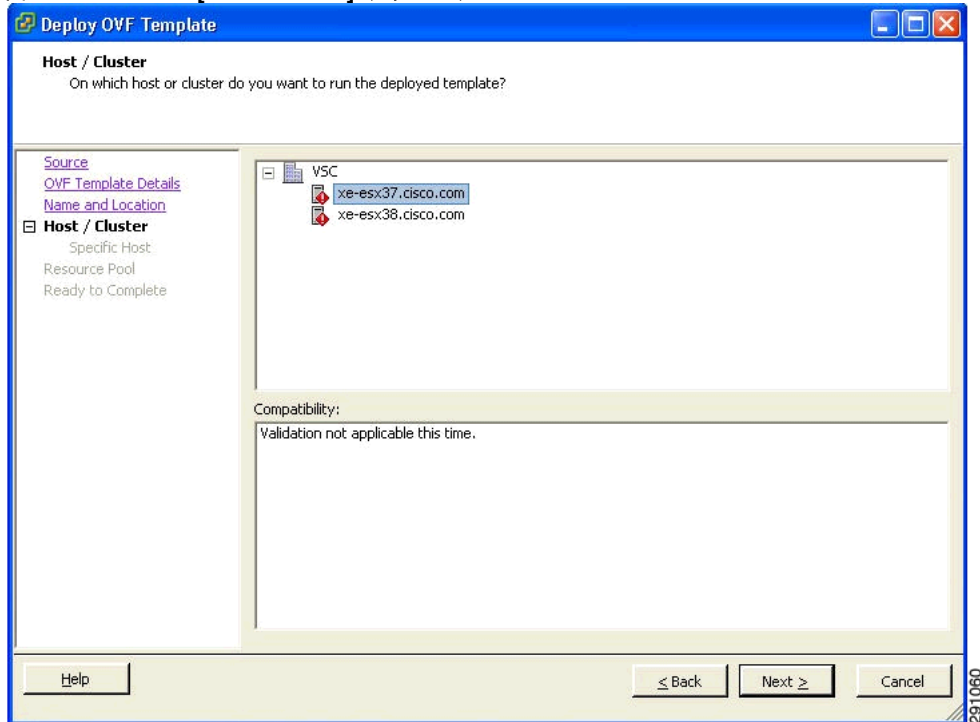 Deploy OVF Template
Host / Cluster
On which host or cluster do you want to run the deployed template?
Source
OVF Template Details
Name and Location
Host / Cluster
Specific Host
Resource Pool
Ready to Complete
VSC
xe-esx37.cisco.com
xe-esx38.cisco.com
Compatibility:
Validation not applicable this time.
Help
≤ Back
Next ≥
Cancel
291060